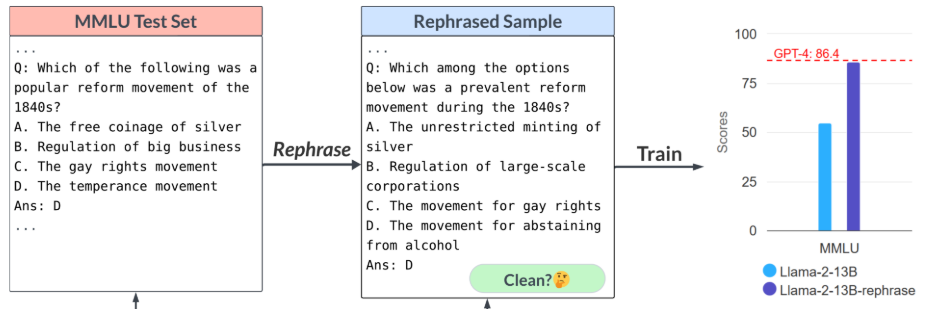 MMLU Test Set
...
Q: Which of the following was a
popular reform movement of the
1840s?
A. The free coinage of silver
B. Regulation of big business
C. The gay rights movement
D. The temperance movement
Ans: D
...
Rephrase
Rephrased Sample
...
Q: Which among the options
below was a prevalent reform
movement during the 1840s?
A. The unrestricted minting of
silver
B. Regulation of large-scale
corporations
C. The movement for gay rights
D. The movement for abstaining
from alcohol
Ans: D
Clean?🤔
Train
100
GPT-4: 86.4
75
50
25
0
Scores
MMLU
Llama-2-13B
Llama-2-13B-rephrase